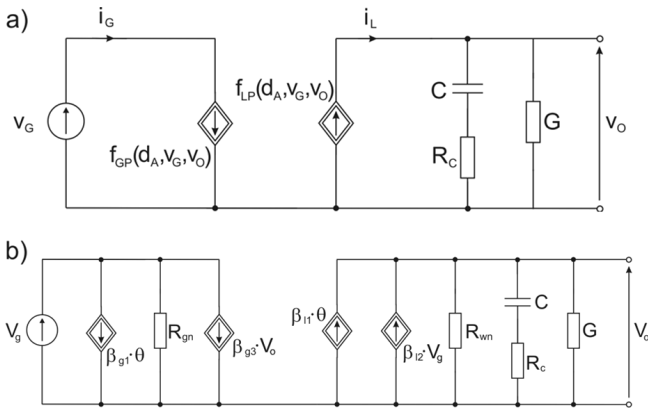 a)
i_G
i_L
v_G
f_GP(d_A,v_G,v_O)
f_LP(d_A,v_G,v_O)
C
R_C
G
v_O
b)
V_g
β_g1·θ
R_gn
β_g3·V_o
β_l1·θ
β_l2·V_g
R_wn
C
R_c
G
V_o